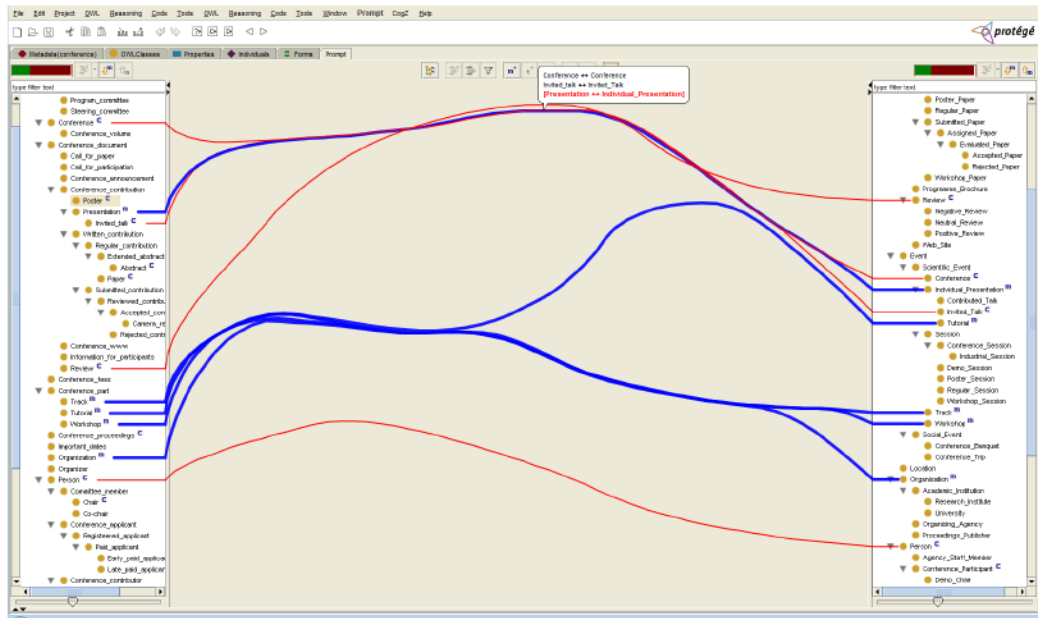 File Edit Project OWL Reasoning Code Tools OWL Reasoning Code Tools Window Prompt CogZ Help
protégé
Metadata(conference) OWLClasses Properties Individuals Forms Prompt
Conference ↔ Conference
Invited_talk ↔ Invited_Talk
[Presentation ↔ Individual_Presentation]
type filter text
Program_committee
Steering_committee
Conference C
Conference_volume
Conference_document
Call_for_paper
Call_for_participation
Conference_announcement
Conference_contribution
Poster C
Presentation m
Invited_talk C
Written_contribution
Regular_contribution
Extended_abstract
Abstract C
Paper C
Submitted_contribution
Reviewed_contribu
Accepted_con
Camera_re
Rejected_contr
Conference_www
Information_for_participants
Review C
Conference_fees
Conference_part
Track m
Tutorial m
Workshop m
Conference_proceedings C
Important_dates
Organization m
Organizer
Person C
Committee_member
Chair C
Co-chair
Conference_applicant
Registered_applicant
Paid_applicant
Early_paid_applican
Late_paid_applican
Conference_contributor
type filter text
Poster_Paper
Regular_Paper
Submitted_Paper
Assigned_Paper
Evaluated_Paper
Accepted_Paper
Rejected_Paper
Workshop_Paper
Programme_Brochure
Review C
Negative_Review
Neutral_Review
Positive_Review
Web_Site
Event
Scientific_Event
Conference C
Individual_Presentation m
Contributed_Talk
Invited_Talk C
Tutorial m
Session
Conference_Session
Industrial_Session
Demo_Session
Poster_Session
Regular_Session
Workshop_Session
Track m
Workshop m
Social_Event
Conference_Banquet
Conference_Trip
Location
Organisation m
Academic_Institution
Research_Institute
University
Organising_Agency
Proceedings_Publisher
Person C
Agency_Staff_Member
Conference_Participant C
Demo_Chair